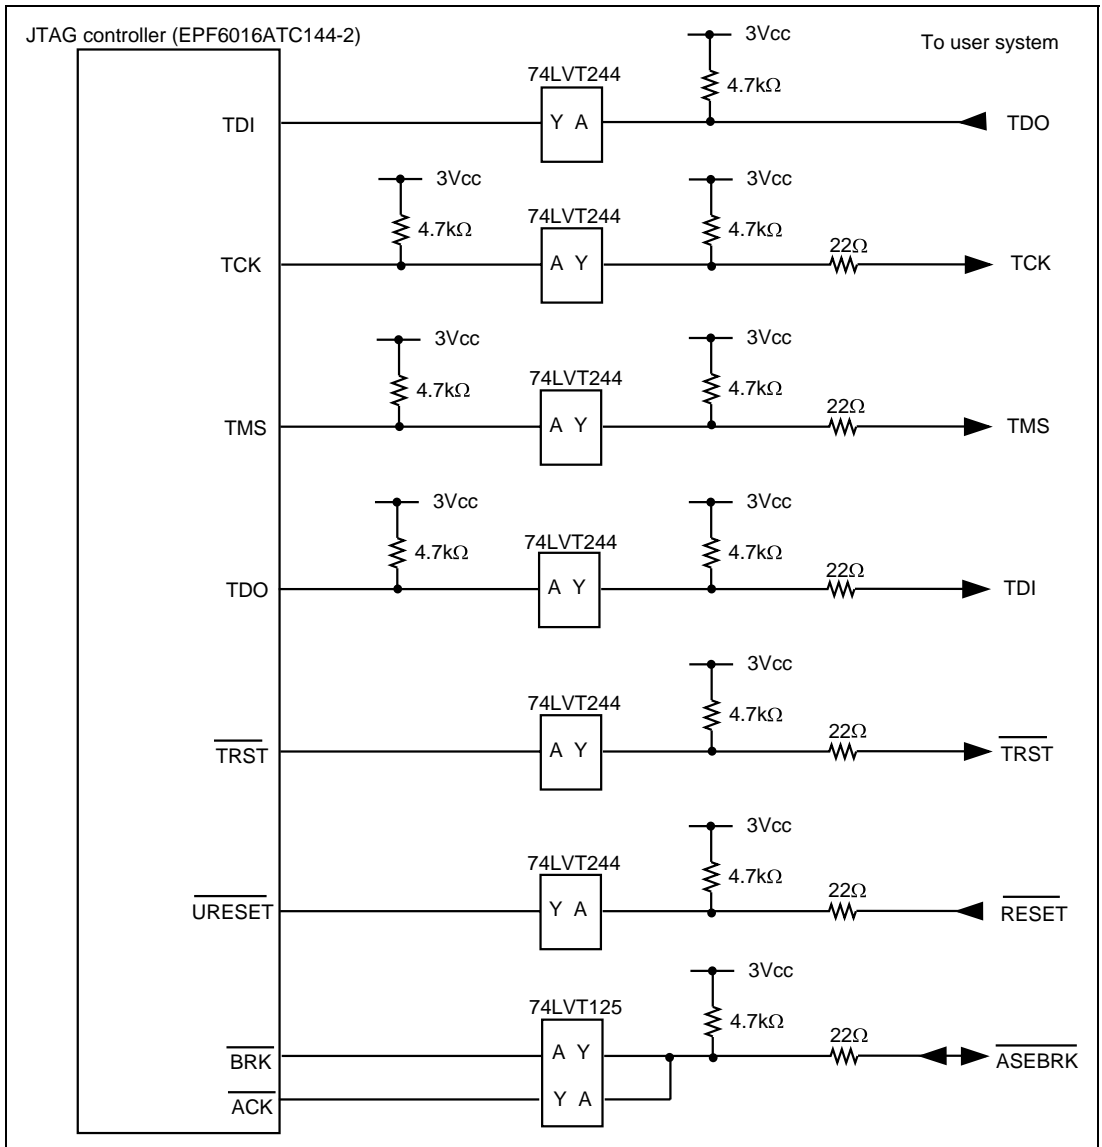 JTAG controller (EPF6016ATC144-2)
To user system
3Vcc
74LVT244
4.7kΩ
TDI
Y A
TDO
3Vcc
3Vcc
4.7kΩ
74LVT244
4.7kΩ
22Ω
TCK
A Y
TCK
3Vcc
3Vcc
4.7kΩ
74LVT244
4.7kΩ
22Ω
TMS
A Y
TMS
3Vcc
3Vcc
4.7kΩ
74LVT244
4.7kΩ
22Ω
TDO
A Y
TDI
3Vcc
74LVT244
4.7kΩ
22Ω
TRST
A Y
TRST
3Vcc
74LVT244
4.7kΩ
22Ω
URESET
Y A
RESET
3Vcc
74LVT125
4.7kΩ
22Ω
BRK
A Y
ASEBRK
ACK
Y A